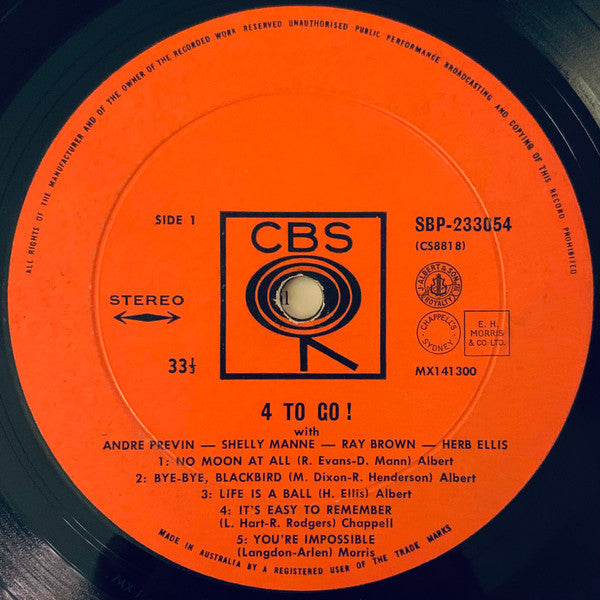 ALL RIGHTS OF THE MANUFACTURER AND OF THE OWNER OF THE RECORDED WORK RESERVED UNAUTHORISED PUBLIC PERFORMANCE BROADCASTING AND COPYING OF THIS RECORD PROHIBITED
SIDE 1
CBS
SBP-233054
(CS8818)
J. ALBERT & SON
ROYALTY
STEREO
CHAPPELL'S
SYDNEY
E. H.
MORRIS
& CO. LTD.
33⅓
MX141300
4 TO GO!
with
ANDRE PREVIN — SHELLY MANNE — RAY BROWN — HERB ELLIS
1: NO MOON AT ALL (R. Evans-D. Mann) Albert
2: BYE-BYE, BLACKBIRD (M. Dixon-R. Henderson) Albert
3: LIFE IS A BALL (H. Ellis) Albert
4: IT'S EASY TO REMEMBER
(L. Hart-R. Rodgers) Chappell
5: YOU'RE IMPOSSIBLE
(Langdon-Arlen) Morris
MADE IN AUSTRALIA BY A REGISTERED USER OF THE TRADE MARKS